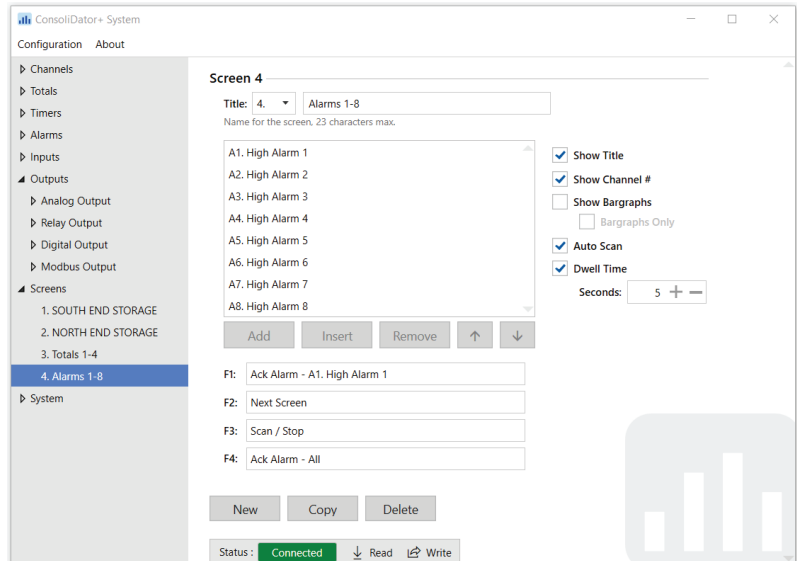 ConsoliDator+ System
Configuration About
Channels
Totals
Timers
Alarms
Inputs
Outputs
Analog Output
Relay Output
Digital Output
Modbus Output
Screens
1. SOUTH END STORAGE
2. NORTH END STORAGE
3. Totals 1-4
4. Alarms 1-8
System
Screen 4
Title: 4. Alarms 1-8
Name for the screen, 23 characters max.
A1. High Alarm 1
A2. High Alarm 2
A3. High Alarm 3
A4. High Alarm 4
A5. High Alarm 5
A6. High Alarm 6
A7. High Alarm 7
A8. High Alarm 8
Add Insert Remove
Show Title
Show Channel #
Show Bargraphs
Bargraphs Only
Auto Scan
Dwell Time
Seconds: 5
F1: Ack Alarm - A1. High Alarm 1
F2: Next Screen
F3: Scan / Stop
F4: Ack Alarm - All
New Copy Delete
Status : Connected Read Write